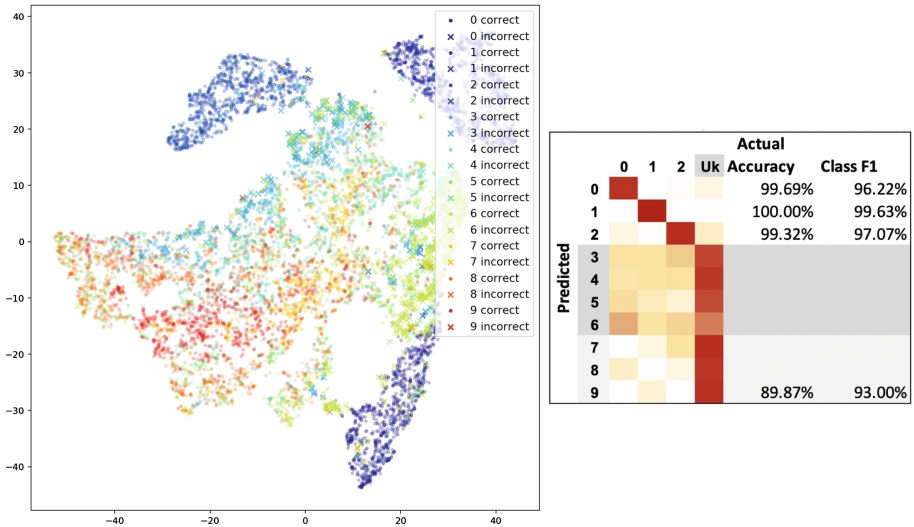 40
30
20
10
0
−10
−20
−30
−40
−40
−20
0
20
40
0 correct
0 incorrect
1 correct
1 incorrect
2 correct
2 incorrect
3 correct
3 incorrect
4 correct
4 incorrect
5 correct
5 incorrect
6 correct
6 incorrect
7 correct
7 incorrect
8 correct
8 incorrect
9 correct
9 incorrect
Actual
0 1 2 Uk Accuracy Class F1
Predicted
0 99.69% 96.22%
1 100.00% 99.63%
2 99.32% 97.07%
3
4
5
6
7
8
9 89.87% 93.00%